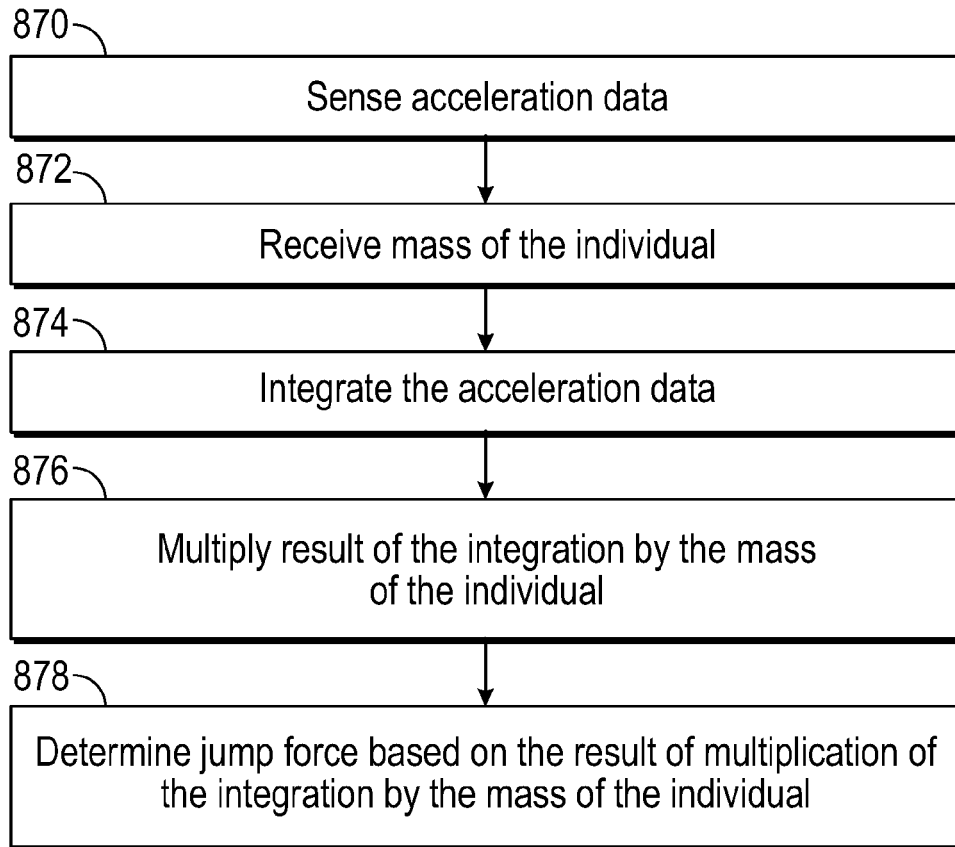 870
Sense acceleration data
872
Receive mass of the individual
874
Integrate the acceleration data
876
Multiply result of the integration by the mass
of the individual
878
Determine jump force based on the result of multiplication of
the integration by the mass of the individual